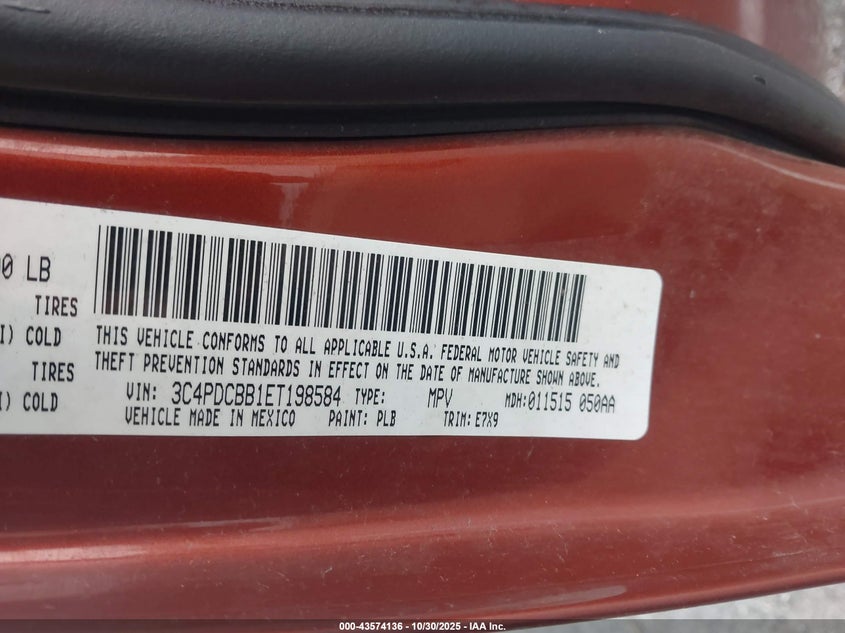 0 LB
TIRES
I) COLD
TIRES
I) COLD
THIS VEHICLE CONFORMS TO ALL APPLICABLE U.S.A. FEDERAL MOTOR VEHICLE SAFETY AND
THEFT PREVENTION STANDARDS IN EFFECT ON THE DATE OF MANUFACTURE SHOWN ABOVE.
VIN: 3C4PDCBB1ET198584 TYPE: MPV MDH:011515 050AA
VEHICLE MADE IN MEXICO PAINT: PLB TRIM: E7X9
000-43574136 - 10/30/2025 - IAA Inc.